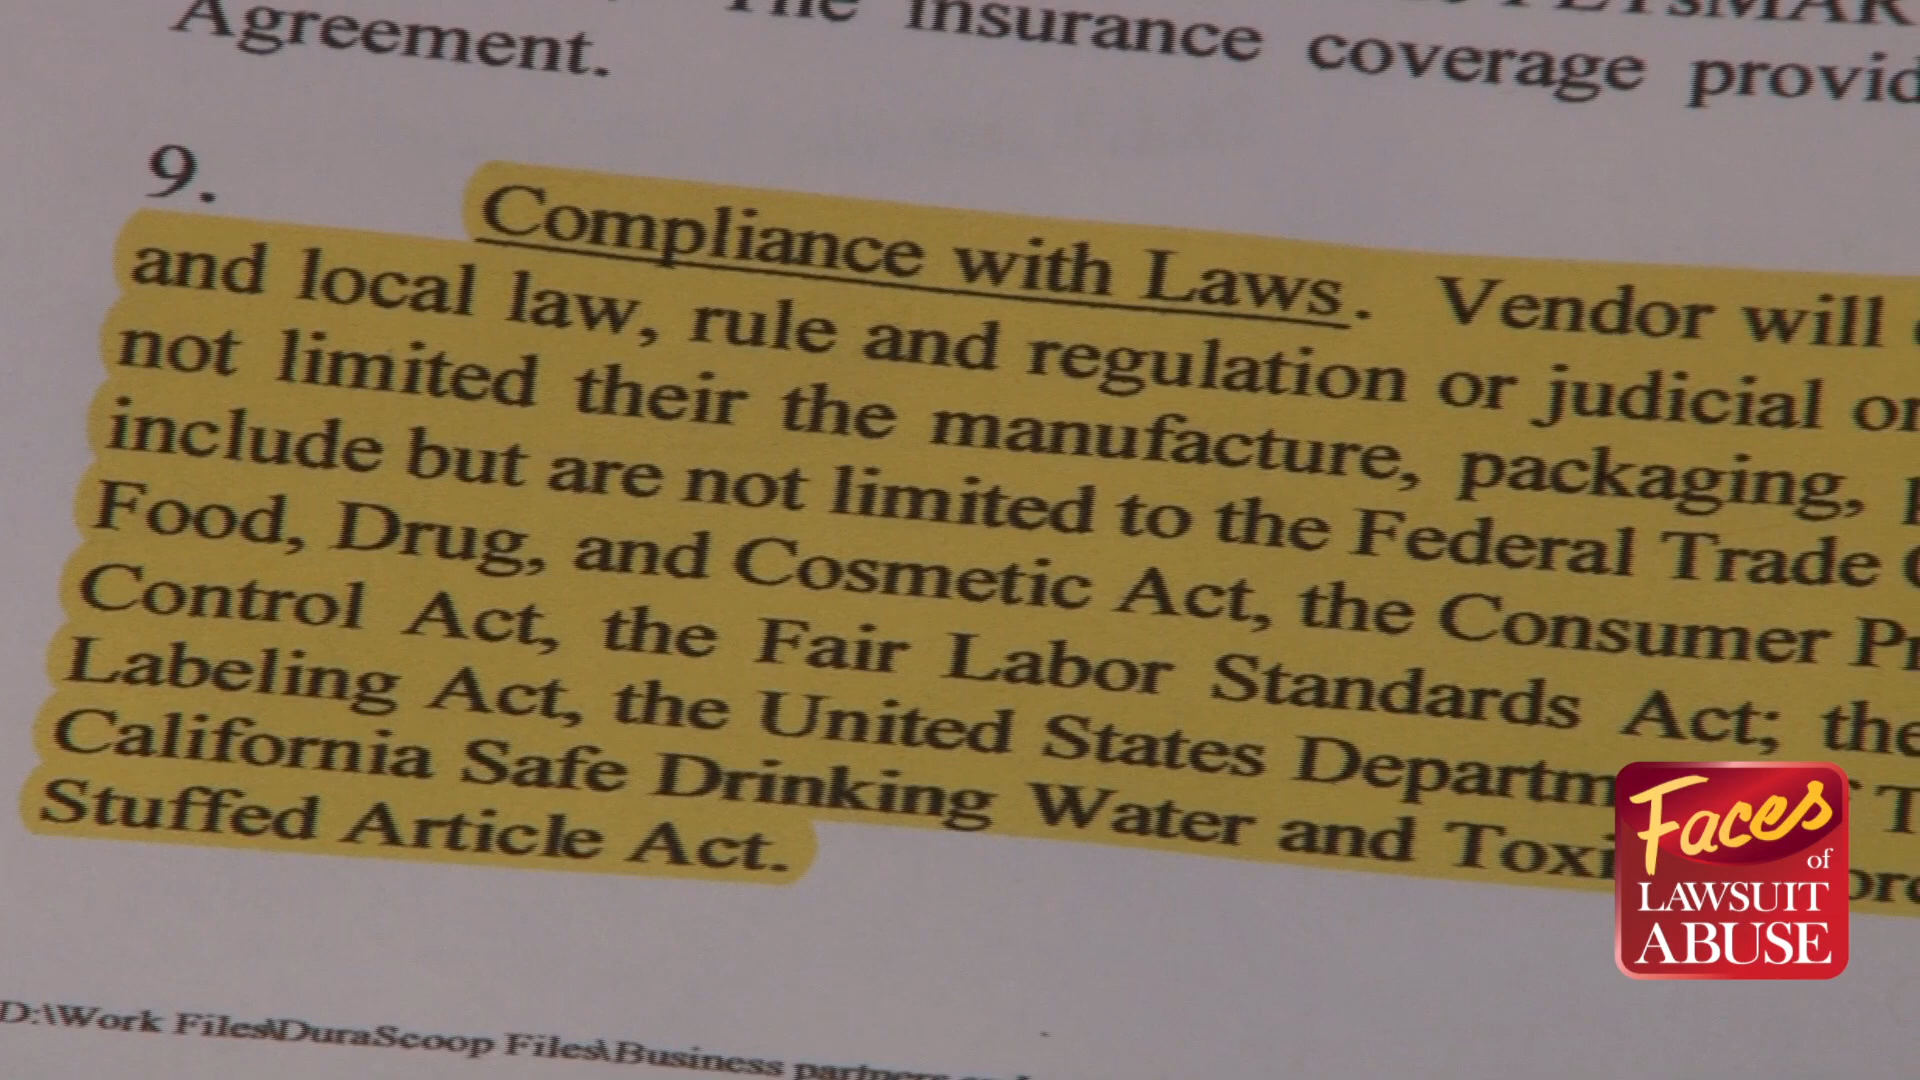 The insurance coverage provid
Agreement.
9. Compliance with Laws. Vendor will
and local law, rule and regulation or judicial or
not limited their the manufacture, packaging,
include but are not limited to the Federal Trade
Food, Drug, and Cosmetic Act, the Consumer Pr
Control Act, the Fair Labor Standards Act; the
Labeling Act, the United States Departm T
California Safe Drinking Water and Toxi
Stuffed Article Act.
D:\Work Files\DuraScoop Files\Business partners
Faces
of
LAWSUIT
ABUSE